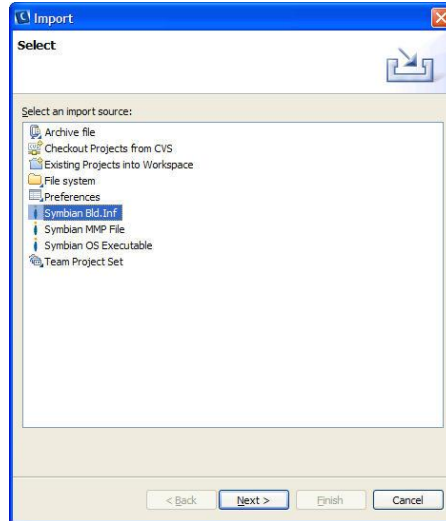 Import
Select
Select an import source:
Archive file
Checkout Projects from CVS
Existing Projects into Workspace
File system
Preferences
Symbian Bld.Inf
Symbian MMP File
Symbian OS Executable
Team Project Set
< Back Next > Finish Cancel